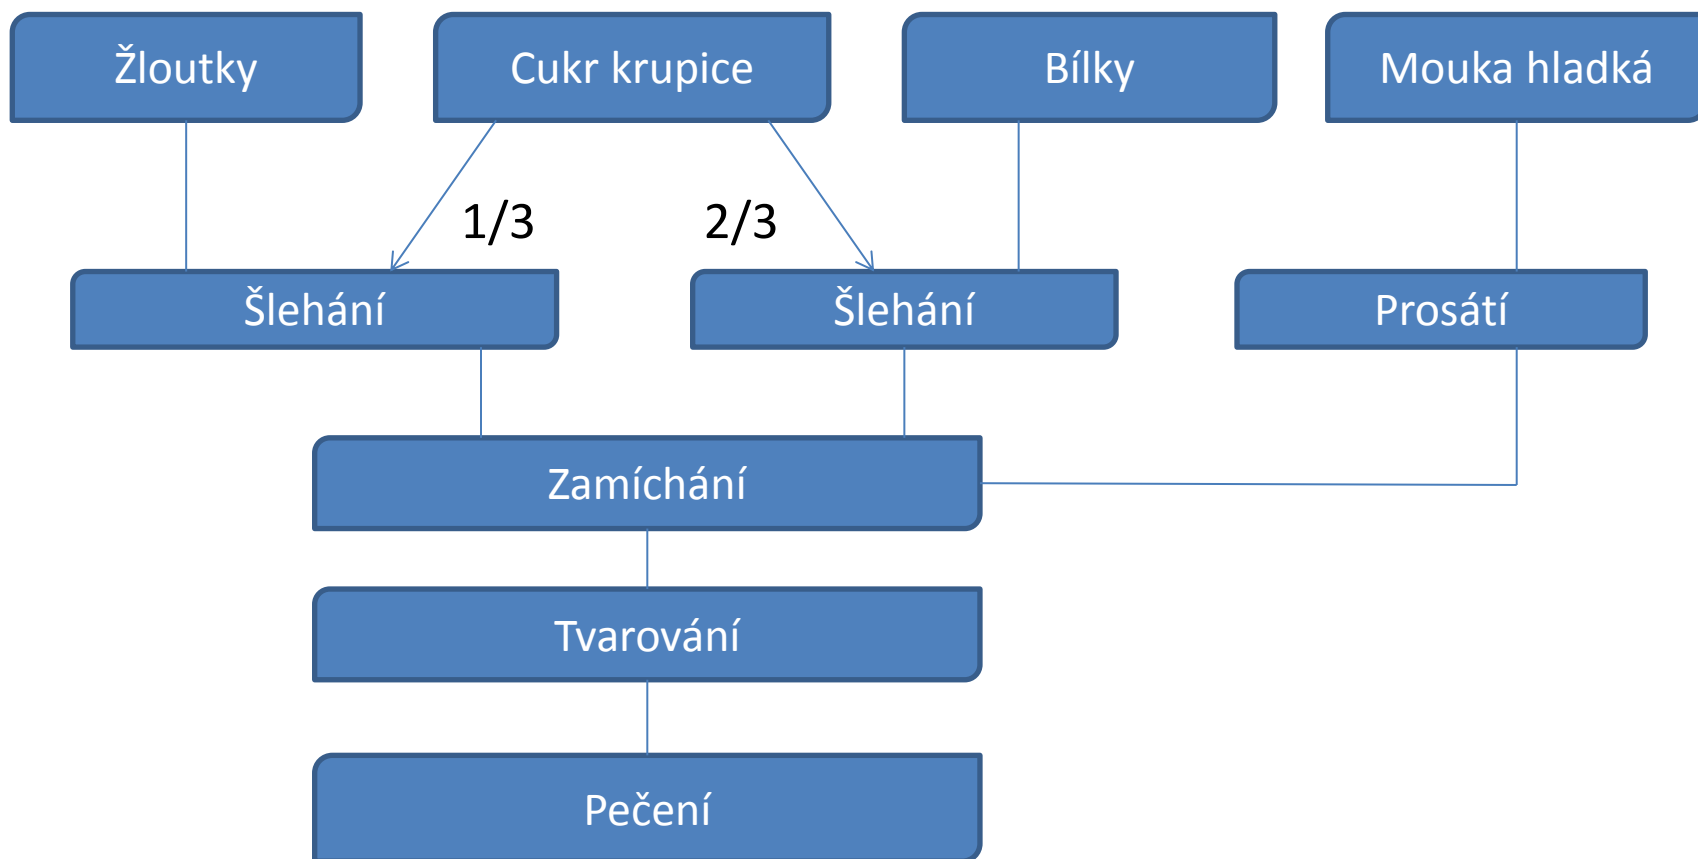 Žloutky
Cukr krupice
Bílky
Mouka hladká
1/3
2/3
Šlehání
Šlehání
Prosátí
Zamíchání
Tvarování
Pečení